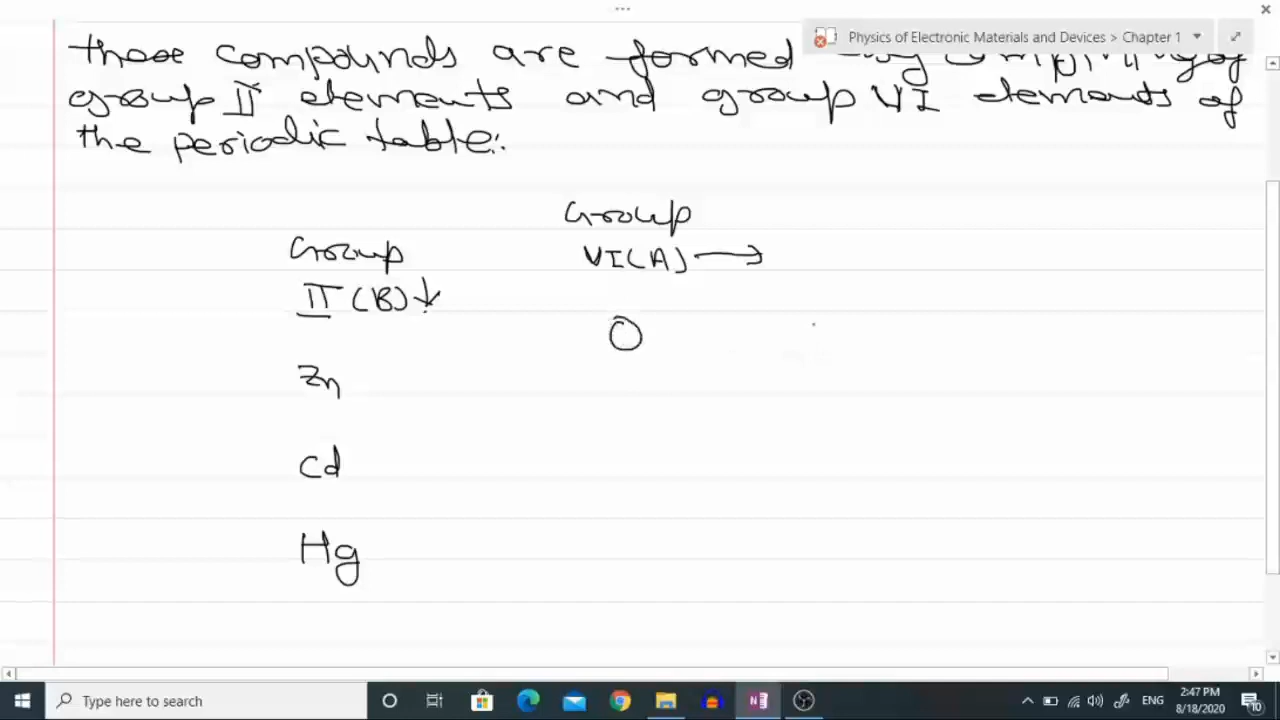 Physics of Electronic Materials and Devices > Chapter 1
these compounds are formed
group II elements and group VI elements of
the periodic table:
Group
VI(A) →
Group
II (B) ↓
O
Zn
Cd
Hg
Type here to search
ENG
2:47 PM
8/18/2020
10